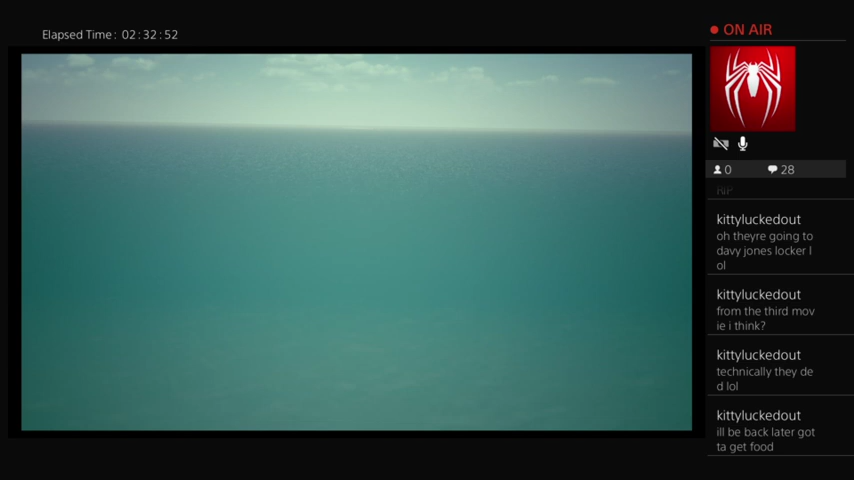 Elapsed Time: 02:32:52
ON AIR
0
28
RIP
kittyluckedout
oh theyre going to
davy jones locker l
ol
kittyluckedout
from the third mov
ie i think?
kittyluckedout
technically they de
d lol
kittyluckedout
ill be back later got
ta get food